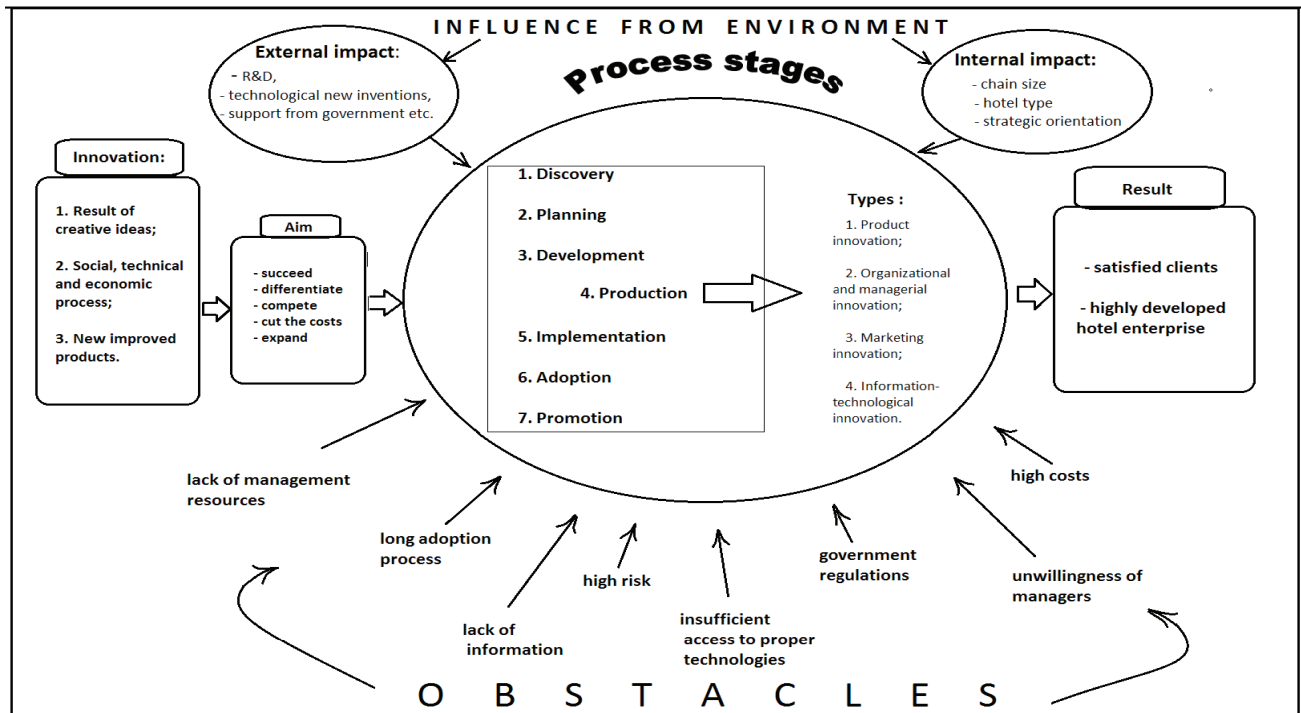 INFLUENCE FROM ENVIRONMENT
External impact:
- R&D,
- technological new inventions,
- support from government etc.
Process stages
Internal impact:
- chain size
- hotel type
- strategic orientation
Innovation:
1. Result of
creative ideas;
2. Social, technical
and economic
process;
3. New improved
products.
Aim
- succeed
- differentiate
- compete
- cut the costs
- expand
1. Discovery
2. Planning
3. Development
4. Production
5. Implementation
6. Adoption
7. Promotion
Types :
1. Product
innovation;
2. Organizational
and managerial
innovation;
3. Marketing
innovation;
4. Information-
technological
innovation.
Result
- satisfied clients
- highly developed
hotel enterprise
lack of management
resources
long adoption
process
lack of
information
high risk
insufficient
access to proper
technologies
government
regulations
unwillingness of
managers
high costs
OBSTACLES